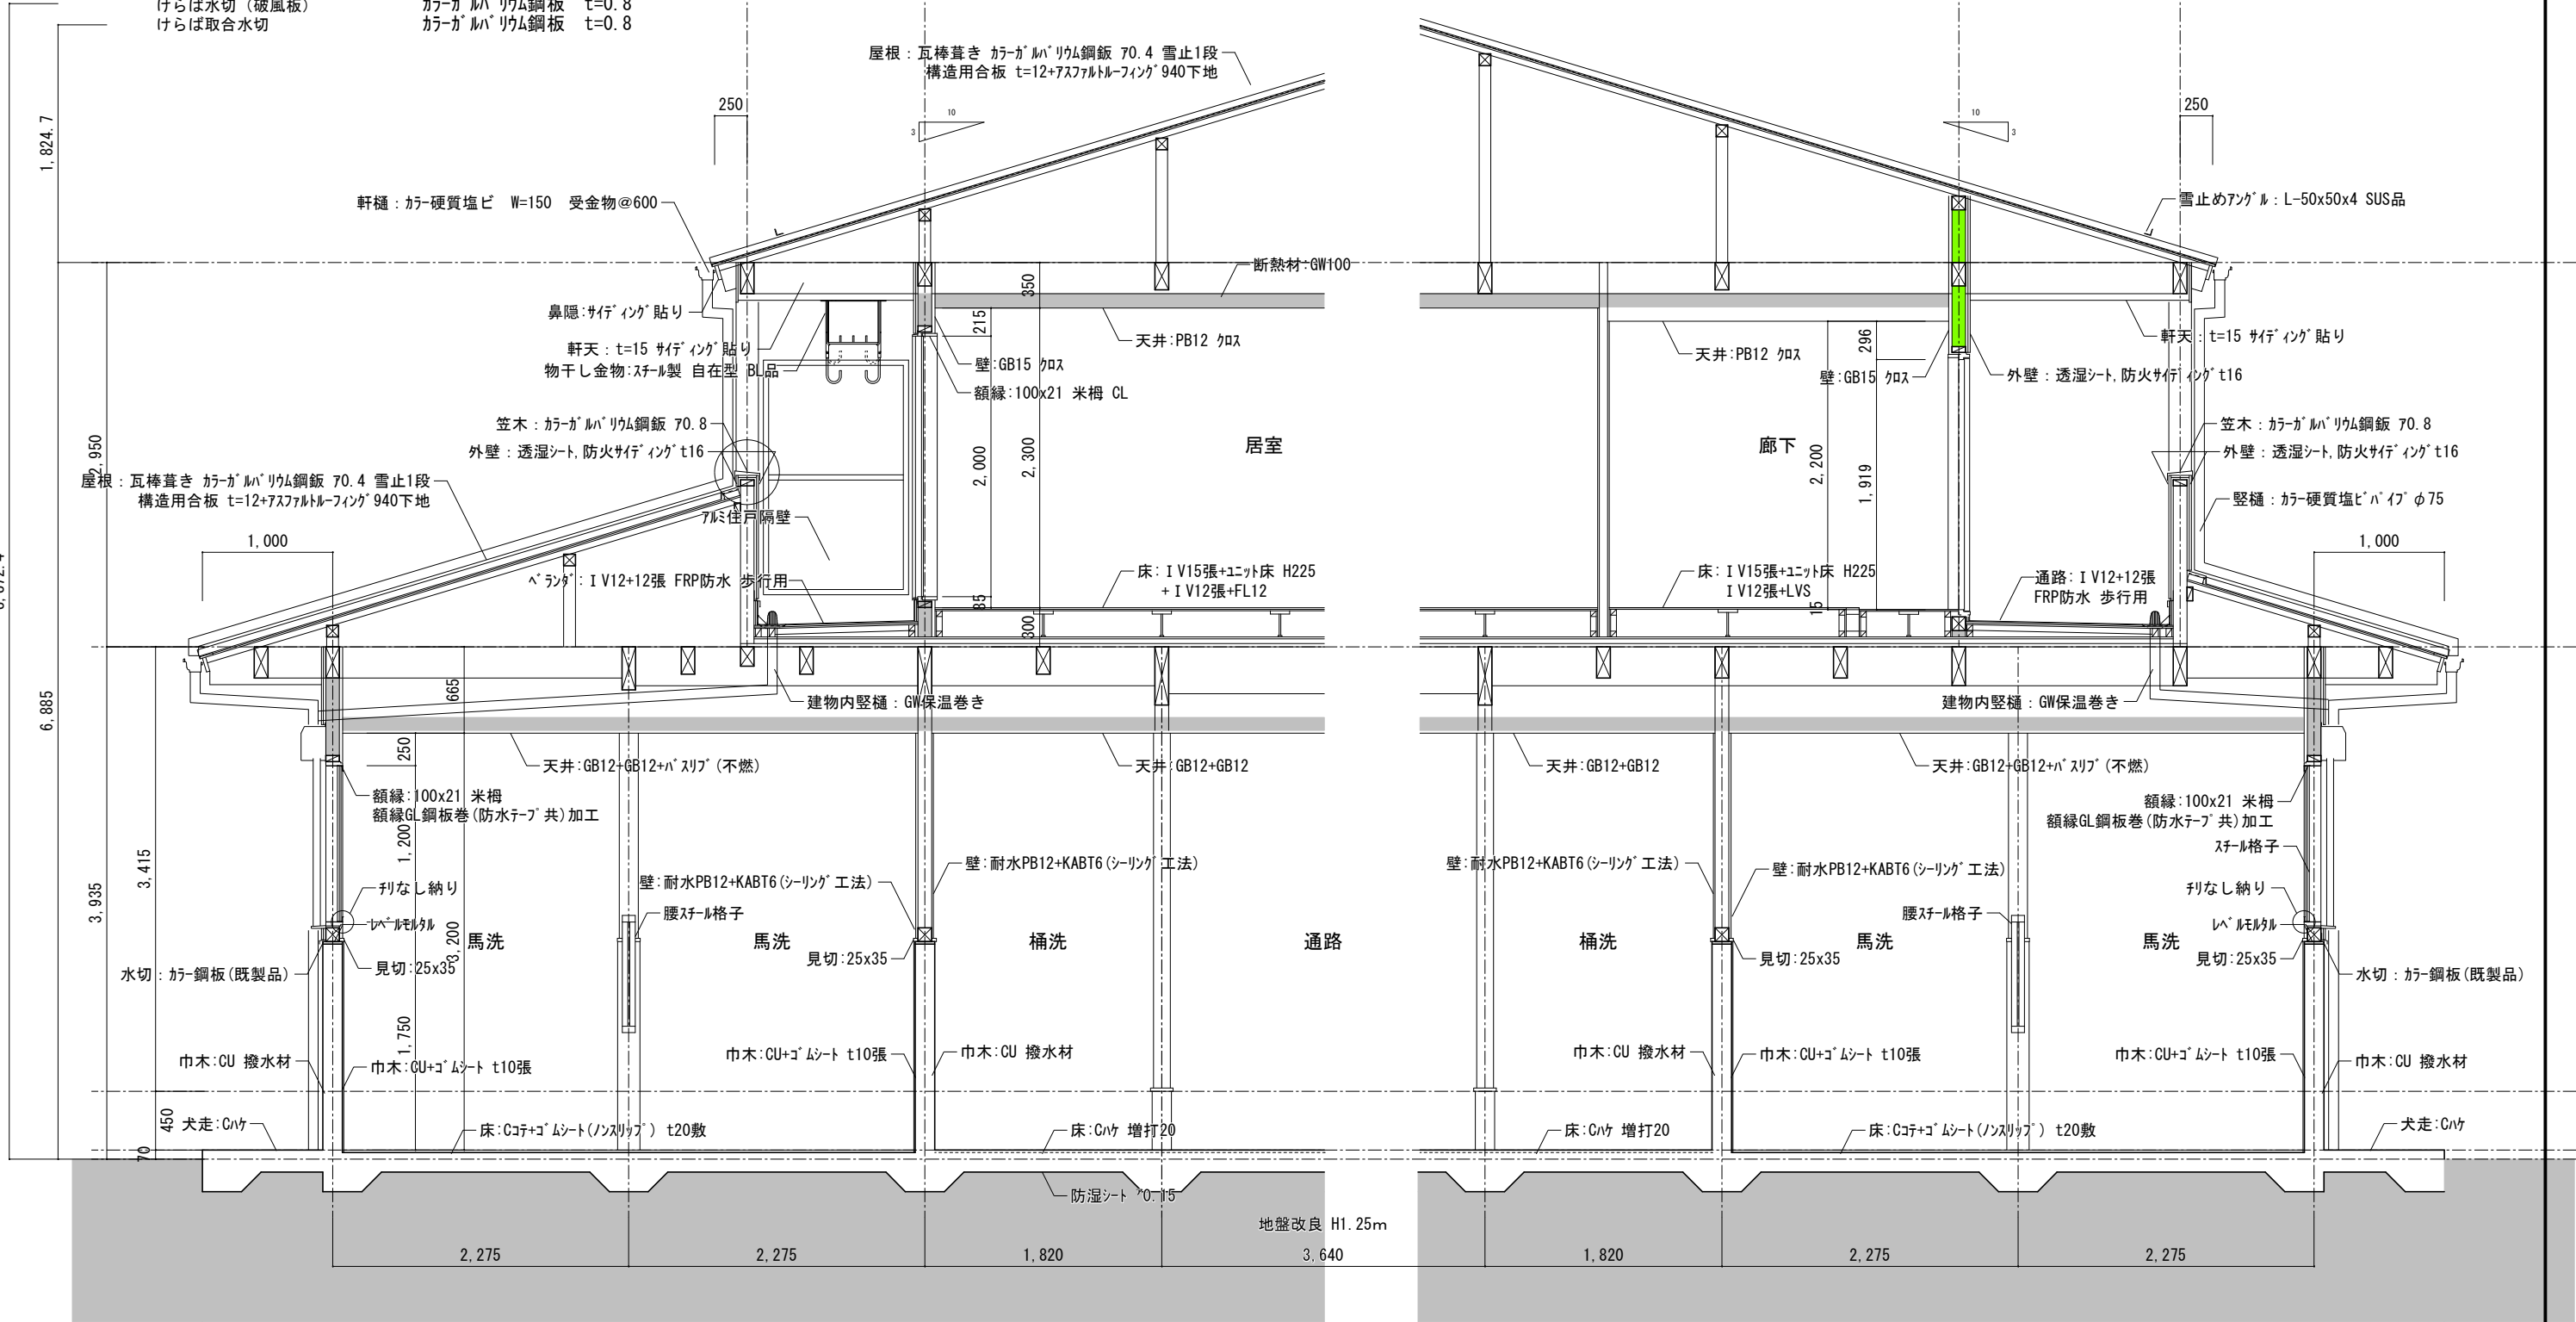 けらば水切（破風板） カラーガルバリウム鋼板 t=0.8
けらば取合水切 カラーガルバリウム鋼板 t=0.8
屋根：瓦棒葺き カラーガルバリウム鋼鈑 ア0.4 雪止1段
構造用合板 t=12+アスファルトルーフィング940下地
250
250
10
3
10
3
1,824.7
軒樋：カラー硬質塩ビ W=150 受金物@600
雪止めアングル：L-50x50x4 SUS品
断熱材:GW100
350
鼻隠:サイディング貼り
215
軒天：t=15 サイディング貼り
天井:PB12 クロス
296
軒天：t=15 サイディング貼り
物干し金物:スチール製 自在型 BL品
壁:GB15 クロス
天井:PB12 クロス
壁:GB15 クロス
外壁：透湿シート,防火サイディングt16
額縁:100x21 米栂 CL
笠木：カラーガルバリウム鋼鈑 ア0.8
笠木：カラーガルバリウム鋼鈑 ア0.8
外壁：透湿シート,防火サイディングt16
外壁：透湿シート,防火サイディングt16
2,950
2,000
2,300
居室
廊下
2,200
1,919
屋根：瓦棒葺き カラーガルバリウム鋼鈑 ア0.4 雪止1段
構造用合板 t=12+アスファルトルーフィング940下地
竪樋：カラー硬質塩ビパイプφ75
アルミ住戸隔壁
1,000
1,000
ベランダ：ⅠV12+12張 FRP防水 歩行用
床：ⅠV15張+ユニット床 H225
+ⅠV12張+FL12
床：ⅠV15張+ユニット床 H225
ⅠV12張+LVS
通路：ⅠV12+12張
FRP防水 歩行用
85
15
300
6,885
665
建物内竪樋：GW保温巻き
建物内竪樋：GW保温巻き
250
天井:GB12+GB12+バスリブ(不燃)
天井:GB12+GB12
天井:GB12+GB12
天井:GB12+GB12+バスリブ(不燃)
額縁:100x21 米栂
額縁GL鋼板巻(防水テープ共)加工
額縁:100x21 米栂
額縁GL鋼板巻(防水テープ共)加工
1,200
スチール格子
3,415
3,935
壁:耐水PB12+KABT6(シーリング工法)
壁:耐水PB12+KABT6(シーリング工法)
壁:耐水PB12+KABT6(シーリング工法)
壁:耐水PB12+KABT6(シーリング工法)
チリなし納り
チリなし納り
腰スチール格子
腰スチール格子
レベルモルタル
レベルモルタル
馬洗
馬洗
桶洗
通路
桶洗
馬洗
馬洗
3,200
見切:25x35
見切:25x35
見切:25x35
見切:25x35
水切：カラー鋼板(既製品)
水切：カラー鋼板(既製品)
1,750
巾木:CU 撥水材
巾木:CU+ゴムシート t10張
巾木:CU+ゴムシート t10張
巾木:CU 撥水材
巾木:CU 撥水材
巾木:CU+ゴムシート t10張
巾木:CU+ゴムシート t10張
巾木:CU 撥水材
450
70
犬走:Cハケ
床:Cコテ+ゴムシート(ノンスリップ) t20敷
床:Cハケ 増打20
床:Cハケ 増打20
床:Cコテ+ゴムシート(ノンスリップ) t20敷
犬走:Cハケ
防湿シート ア0.15
地盤改良 H1.25m
2,275
2,275
1,820
3,640
1,820
2,275
2,275